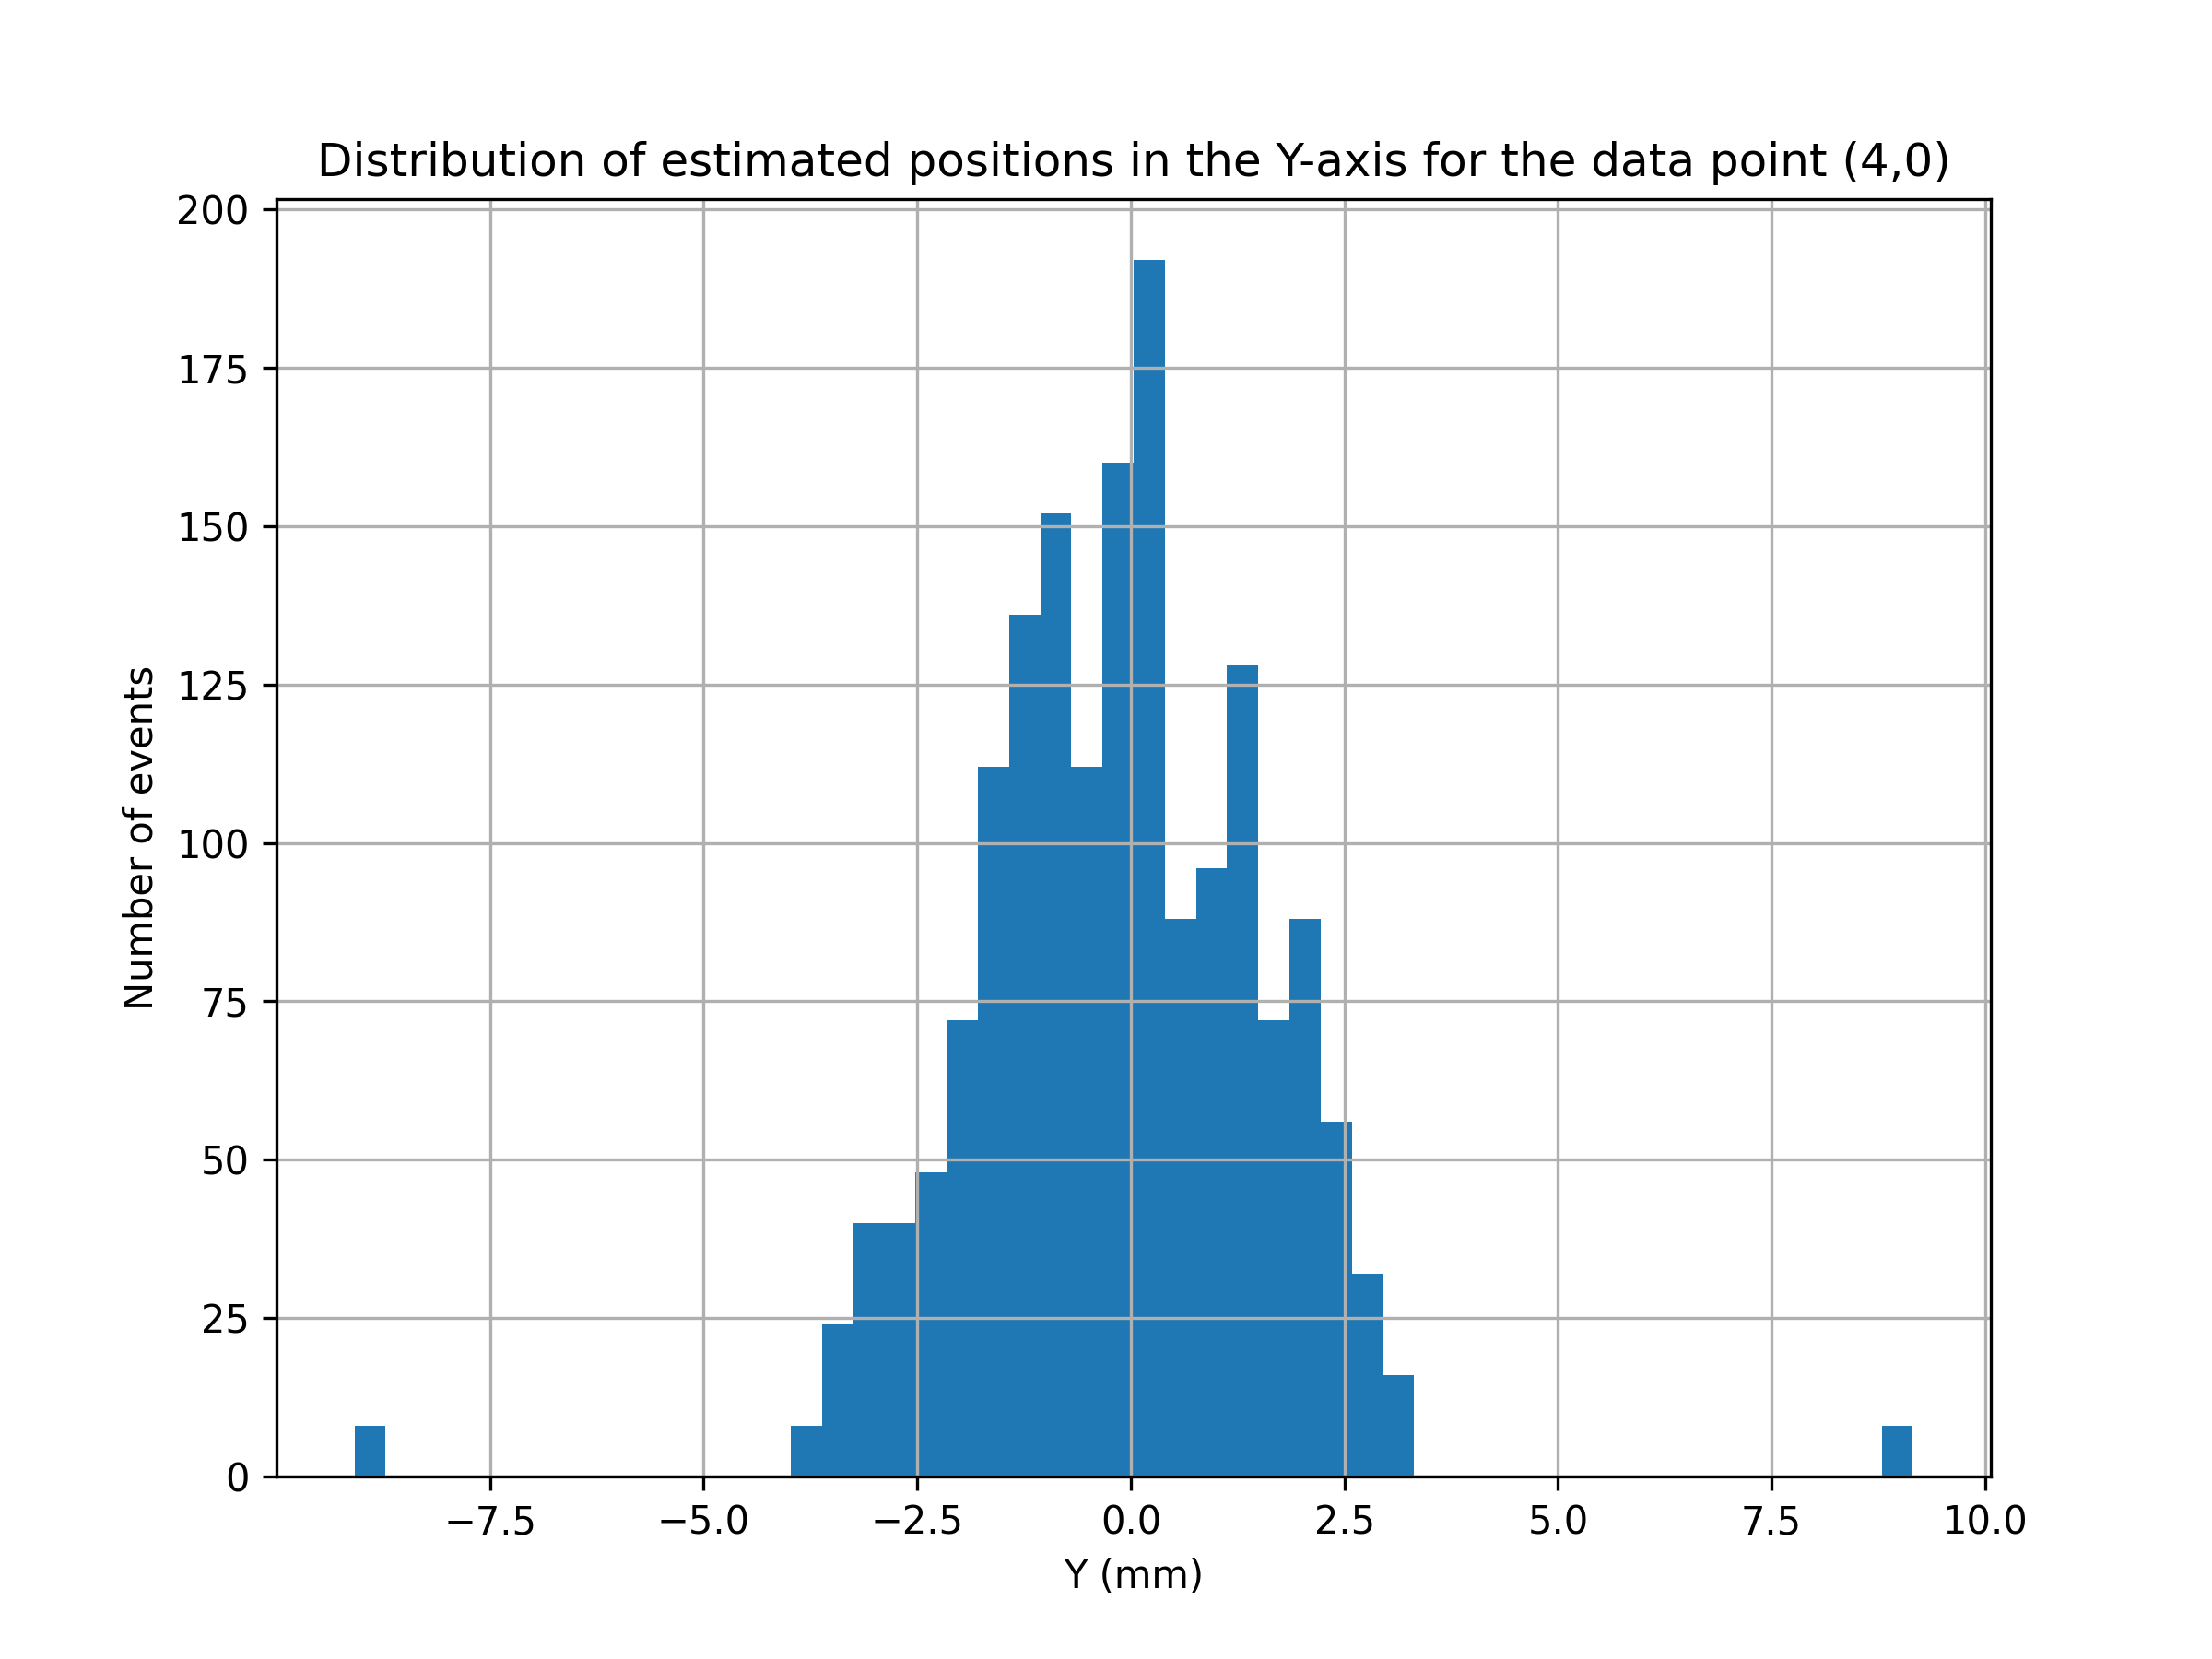 Distribution of estimated positions in the Y-axis for the data point (4,0)
200
175
150
125
100
75
50
25
0
Number of events
−7.5 −5.0 −2.5 0.0 2.5 5.0 7.5 10.0
Y (mm)